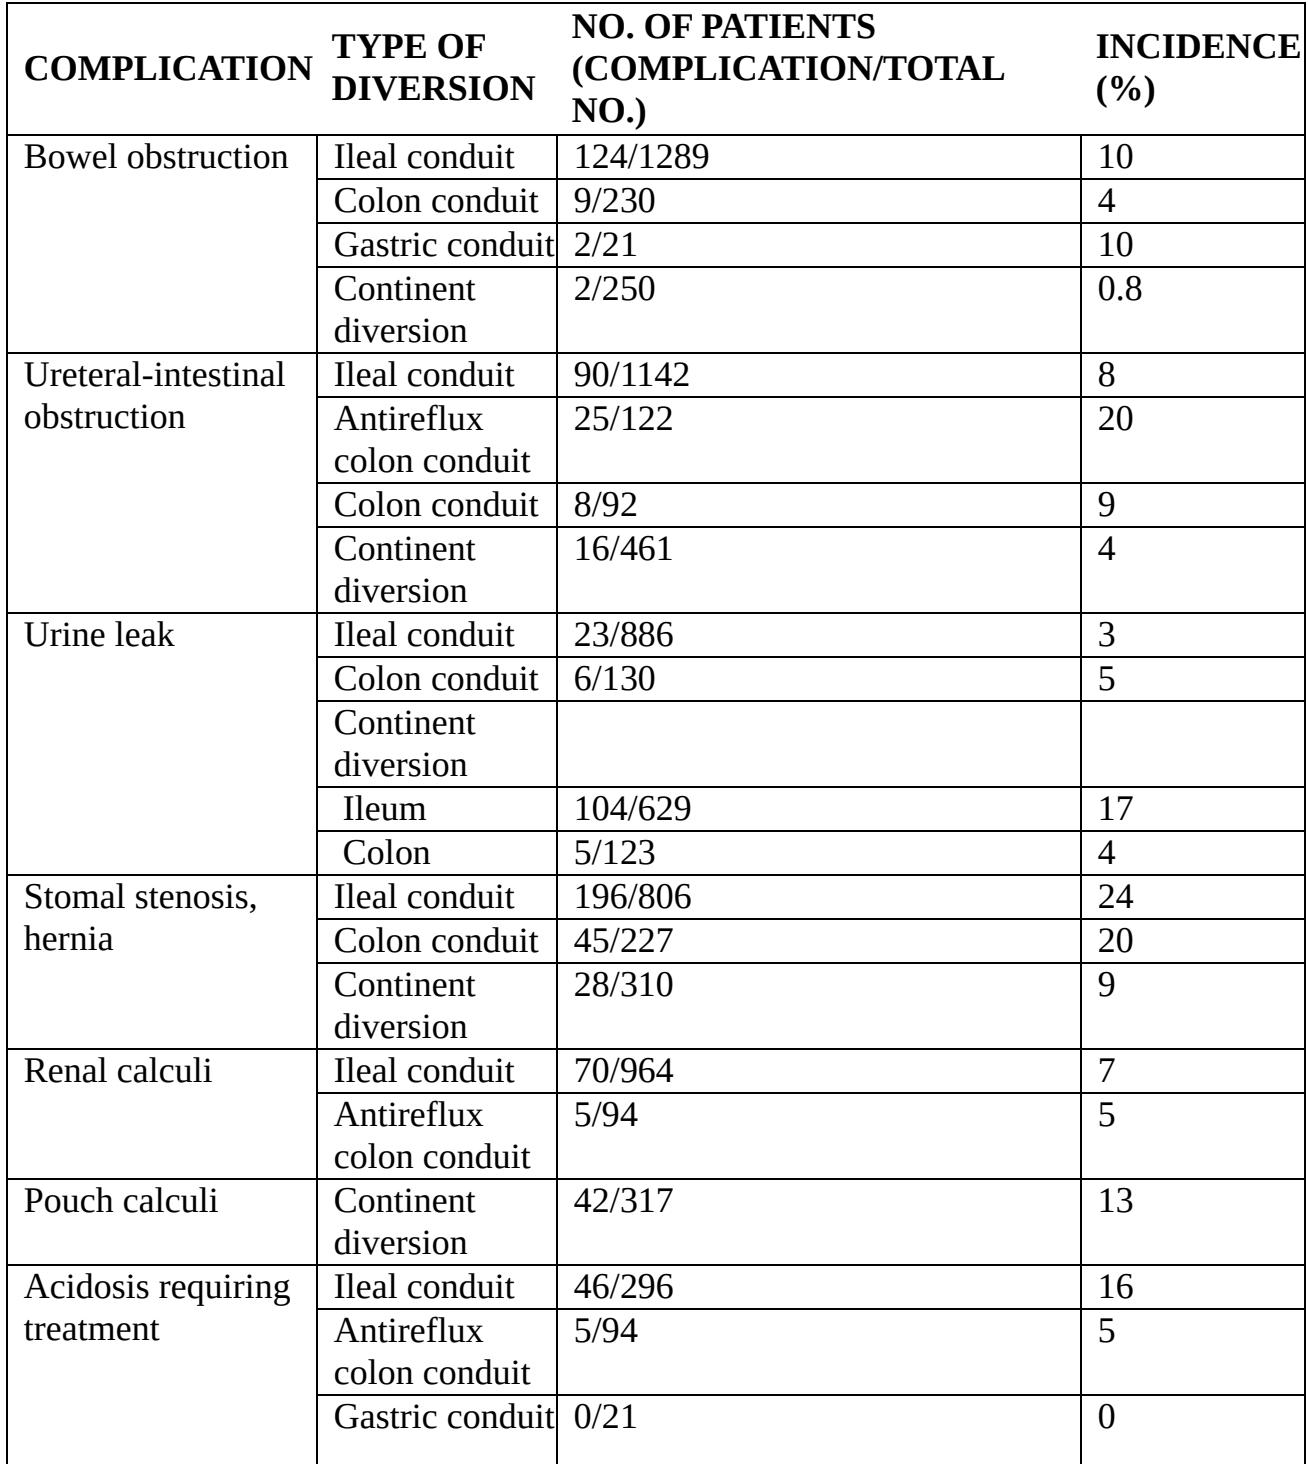 COMPLICATION TYPE OF DIVERSION NO. OF PATIENTS (COMPLICATION/TOTAL NO.) INCIDENCE (%)
Bowel obstruction Ileal conduit 124/1289 10
Colon conduit 9/230 4
Gastric conduit 2/21 10
Continent diversion 2/250 0.8
Ureteral-intestinal obstruction Ileal conduit 90/1142 8
Antireflux colon conduit 25/122 20
Colon conduit 8/92 9
Continent diversion 16/461 4
Urine leak Ileal conduit 23/886 3
Colon conduit 6/130 5
Continent diversion
Ileum 104/629 17
Colon 5/123 4
Stomal stenosis, hernia Ileal conduit 196/806 24
Colon conduit 45/227 20
Continent diversion 28/310 9
Renal calculi Ileal conduit 70/964 7
Antireflux colon conduit 5/94 5
Pouch calculi Continent diversion 42/317 13
Acidosis requiring treatment Ileal conduit 46/296 16
Antireflux colon conduit 5/94 5
Gastric conduit 0/21 0